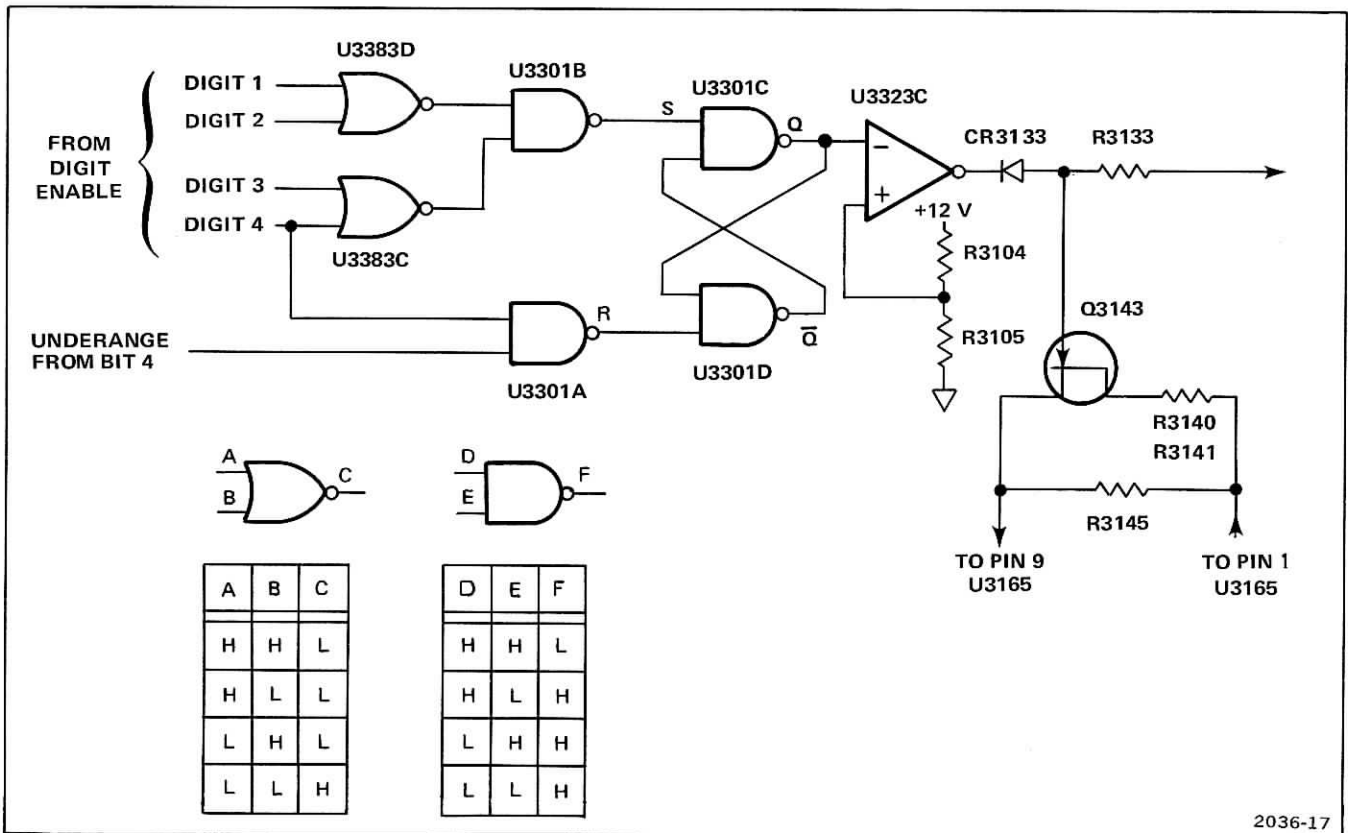 U3383D
U3301B
U3301C
U3323C
CR3133
R3133
DIGIT 1
DIGIT 2
DIGIT 3
DIGIT 4
FROM
DIGIT
ENABLE
S
Q
−
+
+12 V
R3104
R3105
U3383C
UNDERANGE
FROM BIT 4
R
Q̅
U3301A
U3301D
Q3143
R3140
R3141
R3145
TO PIN 9
U3165
TO PIN 1
U3165
A
B
C
D
E
F
A B C
H H L
H L L
L H L
L L H
D E F
H H L
H L H
L H H
L L H
2036-17